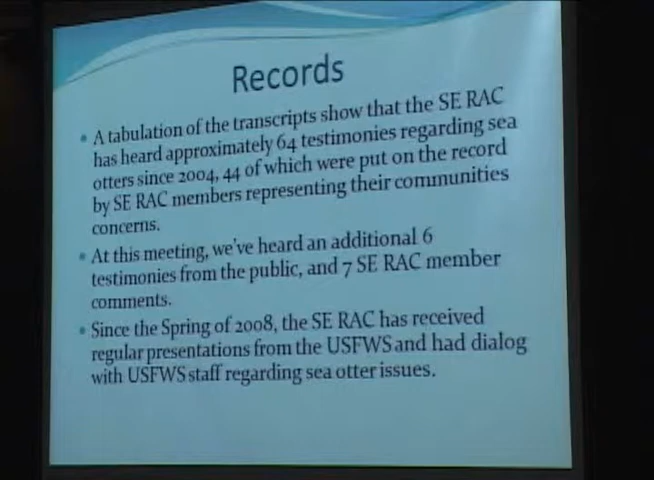 Records
• A tabulation of the transcripts show that the SE RAC
has heard approximately 64 testimonies regarding sea
otters since 2004, 44 of which were put on the record
by SE RAC members representing their communities
concerns.
• At this meeting, we've heard an additional 6
testimonies from the public, and 7 SE RAC member
comments.
• Since the Spring of 2008, the SE RAC has received
regular presentations from the USFWS and had dialog
with USFWS staff regarding sea otter issues.